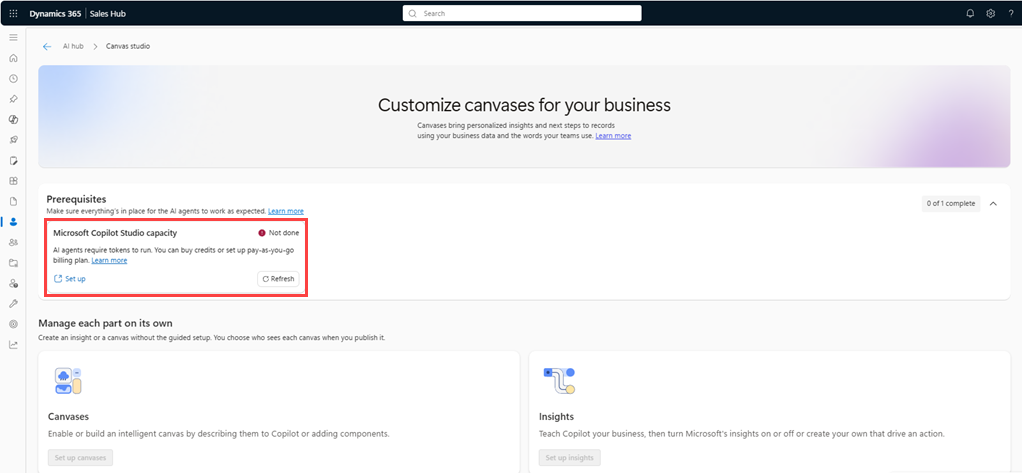 Dynamics 365 | Sales Hub
Search
?
AI hub > Canvas studio
Customize canvases for your business
Canvases bring personalized insights and next steps to records
using your business data and the words your teams use. Learn more
Prerequisites
Make sure everything's in place for the AI agents to work as expected. Learn more
0 of 1 complete
Microsoft Copilot Studio capacity
Not done
AI agents require tokens to run. You can buy credits or set up pay-as-you-go
billing plan. Learn more
Set up
Refresh
Manage each part on its own
Create an insight or a canvas without the guided setup. You choose who sees each canvas when you publish it.
Canvases
Enable or build an intelligent canvas by describing them to Copilot or adding components.
Set up canvases
Insights
Teach Copilot your business, then turn Microsoft's insights on or off or create your own that drive an action.
Set up insights